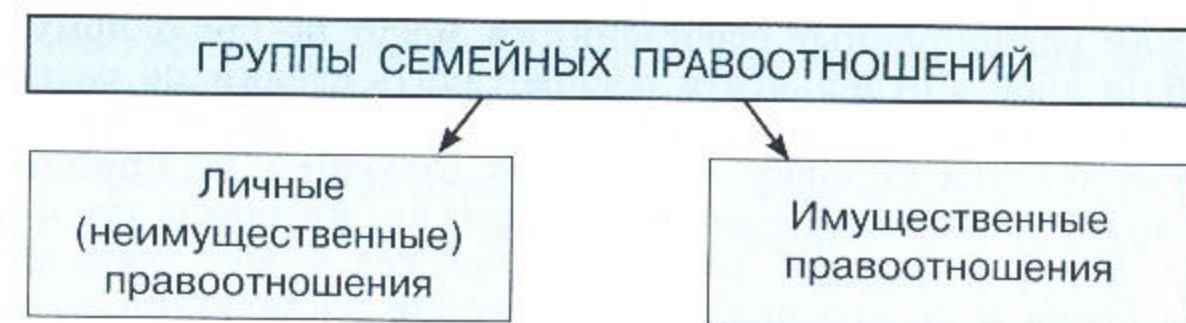 ГРУППЫ СЕМЕЙНЫХ ПРАВООТНОШЕНИЙ
Личные
(неимущественные)
правоотношения
Имущественные
правоотношения